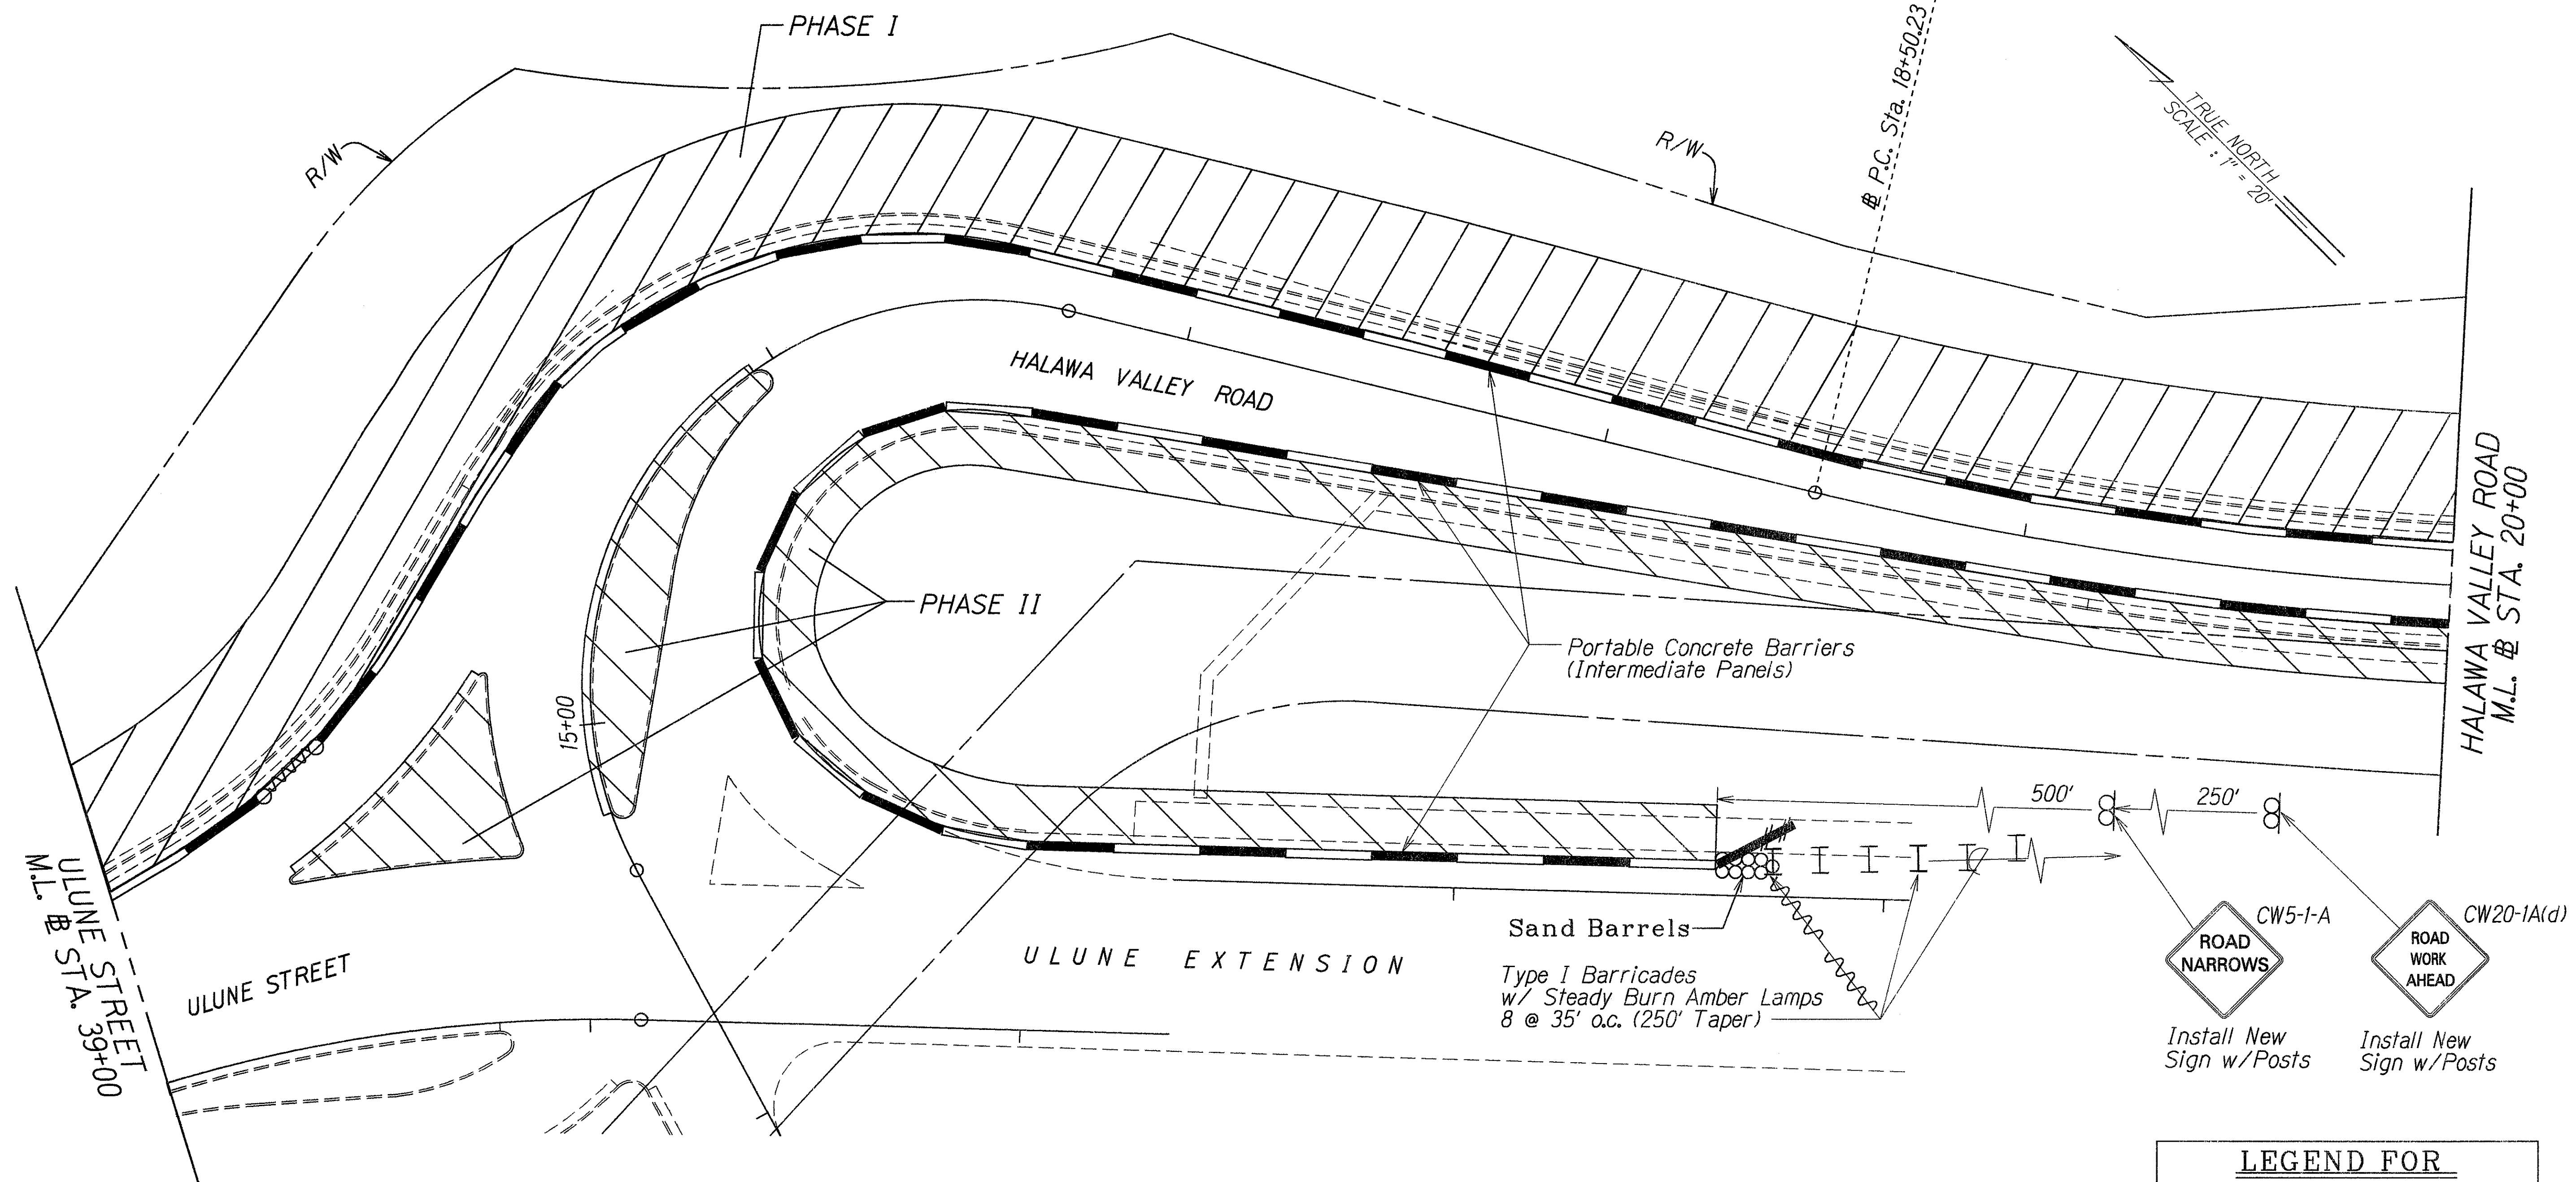 PHASE I
R/W
R/W
℄ P.C. Sta. 18+50.23
TRUE NORTH
SCALE : 1" = 20'
HALAWA VALLEY ROAD
HALAWA VALLEY ROAD
M.L. ℄ STA. 20+00
PHASE II
15+00
Portable Concrete Barriers
(Intermediate Panels)
500'
250'
Sand Barrels
Type I Barricades
w/ Steady Burn Amber Lamps
8 @ 35' o.c. (250' Taper)
CW5-1-A
ROAD
NARROWS
Install New
Sign w/Posts
CW20-1A(d)
ROAD
WORK
AHEAD
Install New
Sign w/Posts
ULUNE EXTENSION
ULUNE STREET
ULUNE STREET
M.L. ℄ STA. 39+00
LEGEND FOR